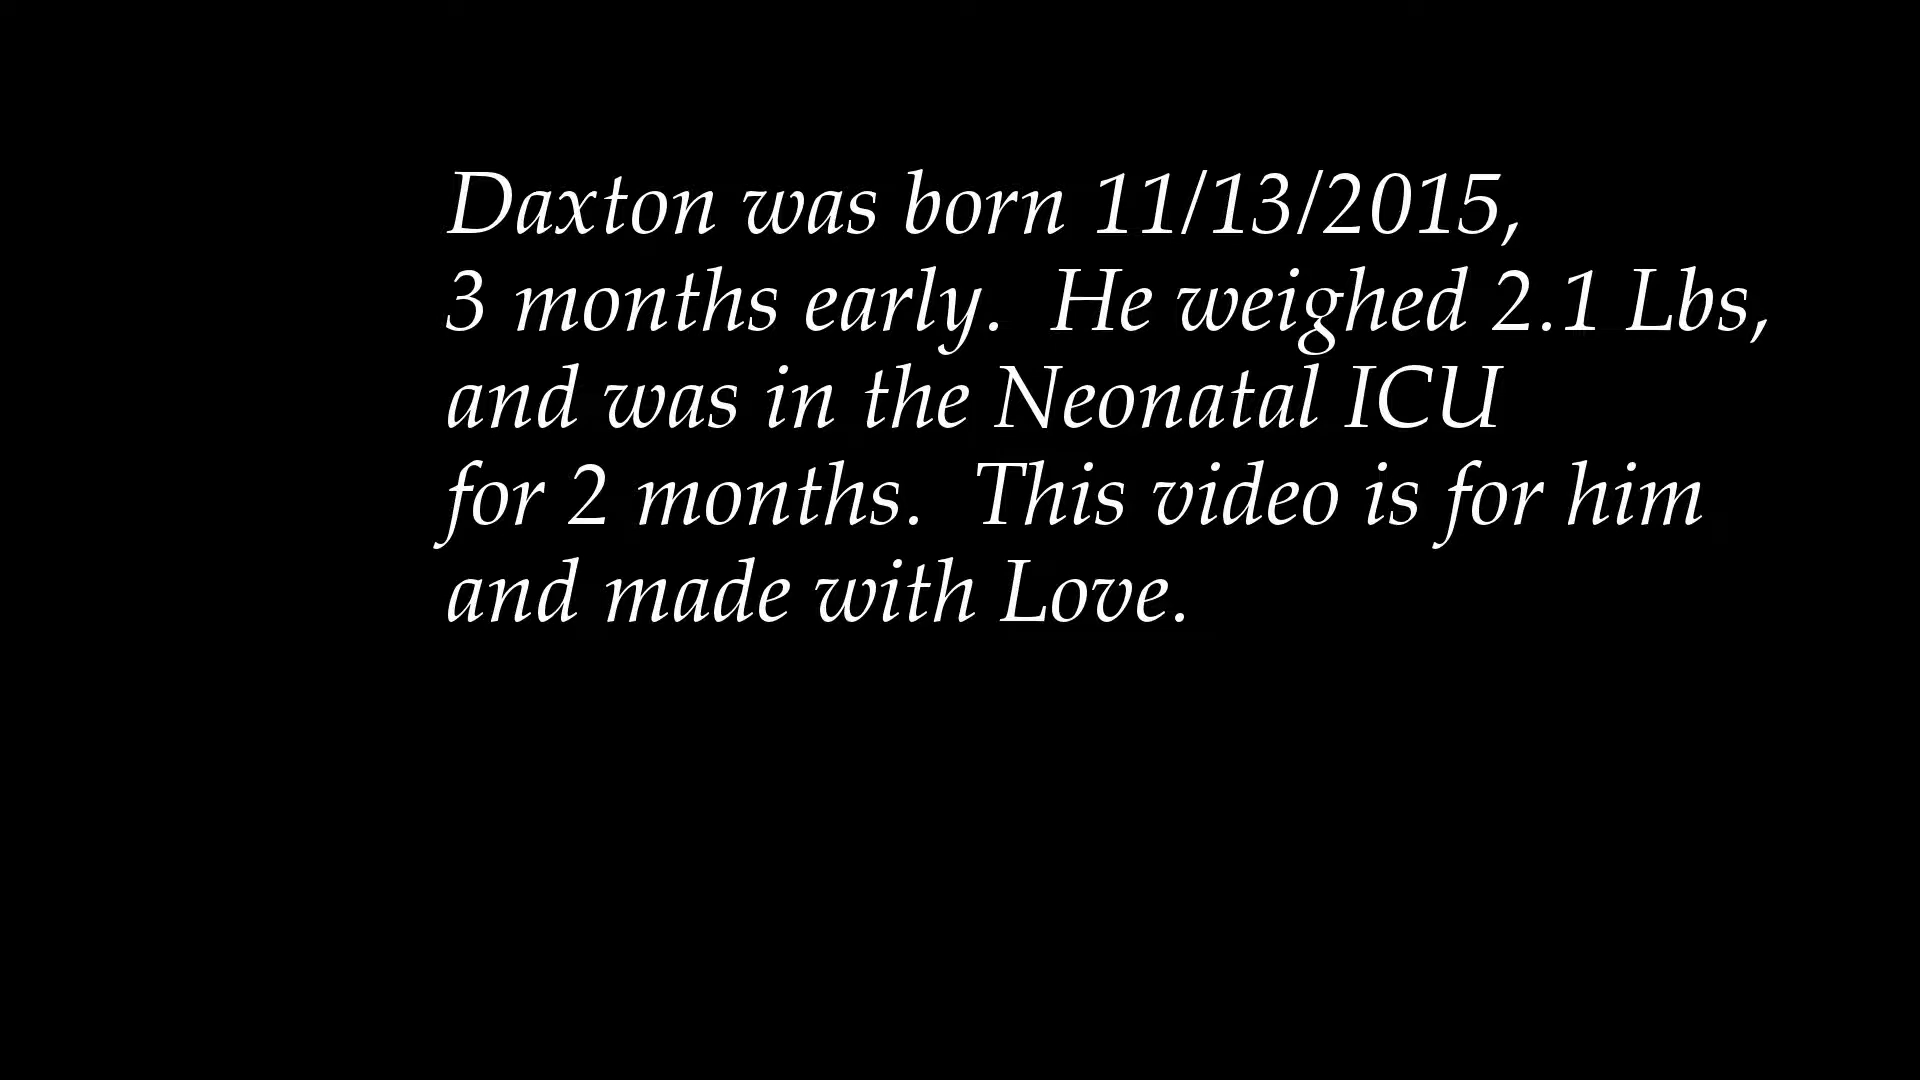 Daxton was born 11/13/2015,
3 months early.  He weighed 2.1 Lbs,
and was in the Neonatal ICU
for 2 months.  This video is for him
and made with Love.